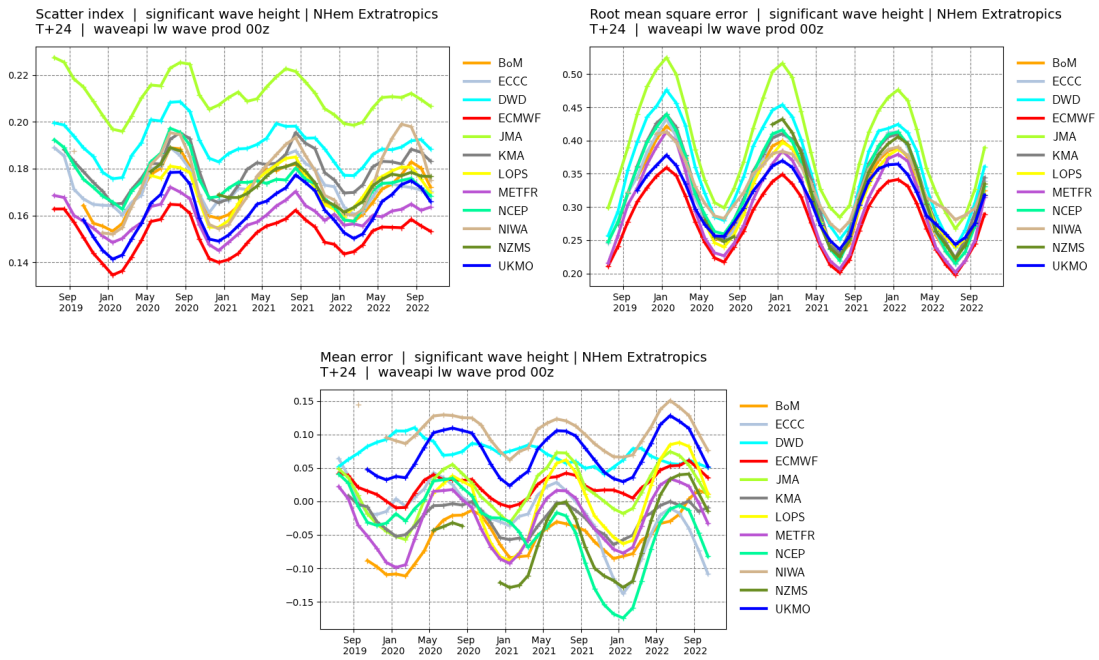 Scatter index | significant wave height | NHem Extratropics
T+24 | waveapi lw wave prod 00z
0.22
0.20
0.18
0.16
0.14
Sep 2019
Jan 2020
May 2020
Sep 2020
Jan 2021
May 2021
Sep 2021
Jan 2022
May 2022
Sep 2022
BoM
ECCC
DWD
ECMWF
JMA
KMA
LOPS
METFR
NCEP
NIWA
NZMS
UKMO
Root mean square error | significant wave height | NHem Extratropics
T+24 | waveapi lw wave prod 00z
0.50
0.45
0.40
0.35
0.30
0.25
0.20
Sep 2019
Jan 2020
May 2020
Sep 2020
Jan 2021
May 2021
Sep 2021
Jan 2022
May 2022
Sep 2022
BoM
ECCC
DWD
ECMWF
JMA
KMA
LOPS
METFR
NCEP
NIWA
NZMS
UKMO
Mean error | significant wave height | NHem Extratropics
T+24 | waveapi lw wave prod 00z
0.15
0.10
0.05
0.00
−0.05
−0.10
−0.15
Sep 2019
Jan 2020
May 2020
Sep 2020
Jan 2021
May 2021
Sep 2021
Jan 2022
May 2022
Sep 2022
BoM
ECCC
DWD
ECMWF
JMA
KMA
LOPS
METFR
NCEP
NIWA
NZMS
UKMO